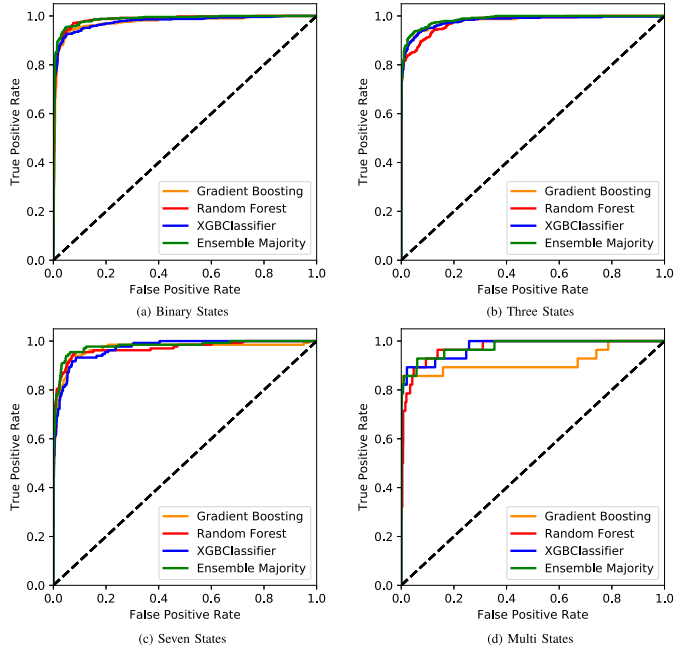 1.0
0.8
0.6
0.4
0.2
0.0
True Positive Rate
Gradient Boosting
Random Forest
XGBClassifier
Ensemble Majority
0.0 0.2 0.4 0.6 0.8 1.0
False Positive Rate
(a) Binary States
1.0
0.8
0.6
0.4
0.2
0.0
True Positive Rate
Gradient Boosting
Random Forest
XGBClassifier
Ensemble Majority
0.0 0.2 0.4 0.6 0.8 1.0
False Positive Rate
(b) Three States
1.0
0.8
0.6
0.4
0.2
0.0
True Positive Rate
Gradient Boosting
Random Forest
XGBClassifier
Ensemble Majority
0.0 0.2 0.4 0.6 0.8 1.0
False Positive Rate
(c) Seven States
1.0
0.8
0.6
0.4
0.2
0.0
True Positive Rate
Gradient Boosting
Random Forest
XGBClassifier
Ensemble Majority
0.0 0.2 0.4 0.6 0.8 1.0
False Positive Rate
(d) Multi States